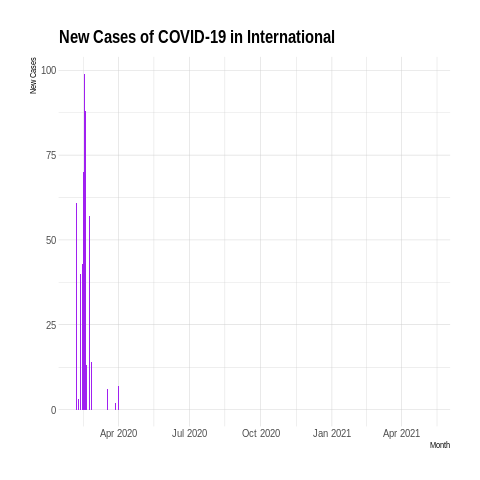 New Cases of COVID-19 in International
New Cases
100
75
50
25
0
Apr 2020 Jul 2020 Oct 2020 Jan 2021 Apr 2021
Month